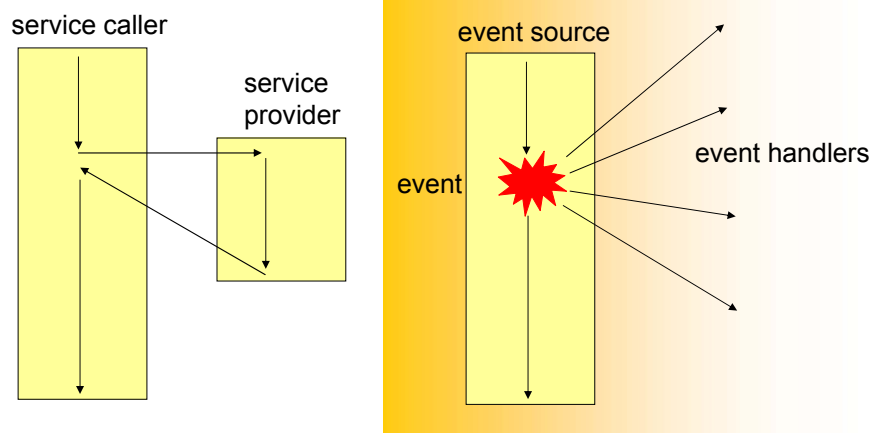 service caller
service
provider
event source
event
event handlers